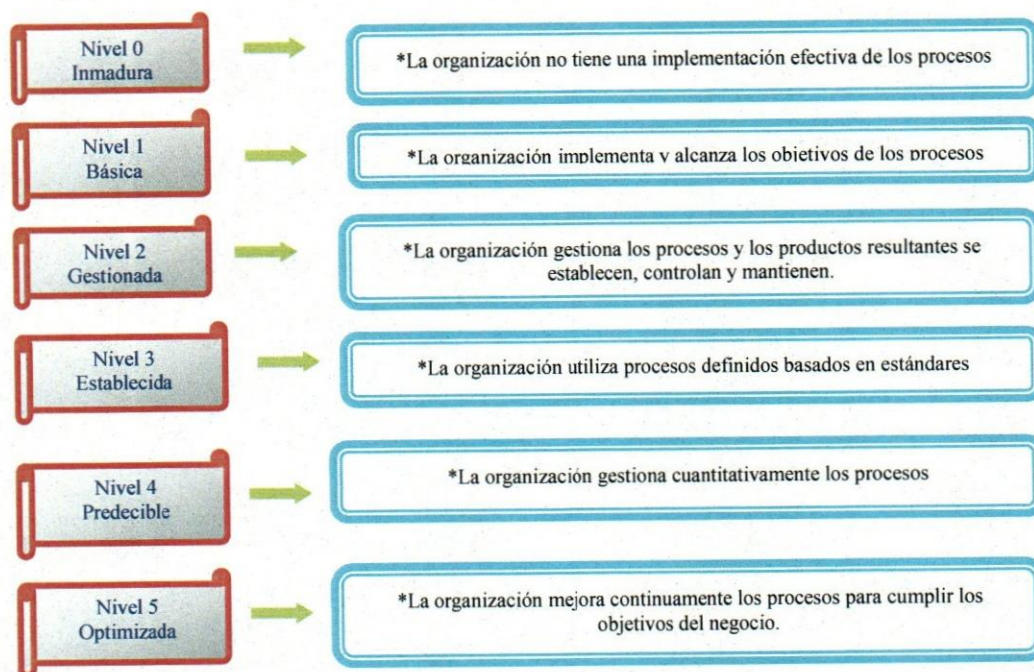 Nivel 0
Inmadura
*La organización no tiene una implementación efectiva de los procesos
Nivel 1
Básica
*La organización implementa y alcanza los objetivos de los procesos
Nivel 2
Gestionada
*La organización gestiona los procesos y los productos resultantes se
establecen, controlan y mantienen.
Nivel 3
Establecida
*La organización utiliza procesos definidos basados en estándares
Nivel 4
Predecible
*La organización gestiona cuantitativamente los procesos
Nivel 5
Optimizada
*La organización mejora continuamente los procesos para cumplir los
objetivos del negocio.